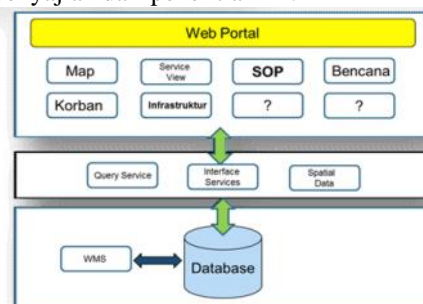 Web Portal
Map
Service
View
SOP
Bencana
Korban
Infrastruktur
?
?
Query Service
Interface
Services
Spatial
Data
WMS
Database